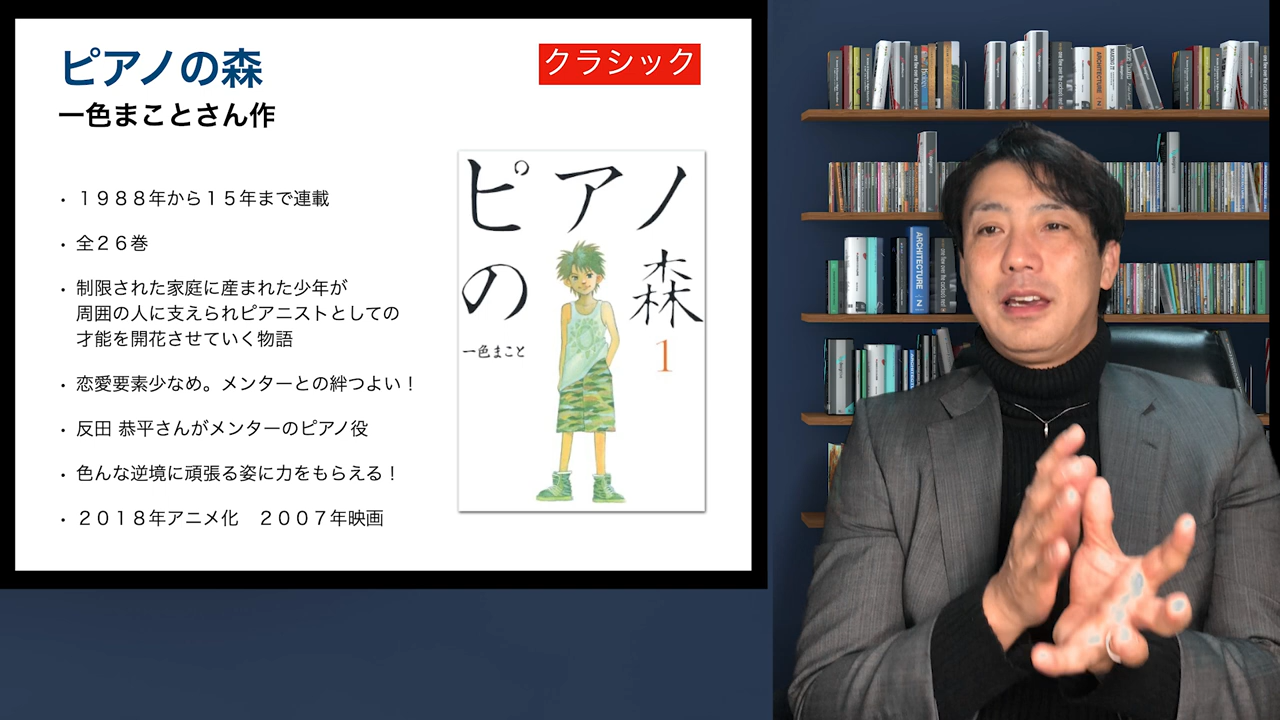 ピアノの森
クラシック
一色まことさん作
・１９８８年から１５年まで連載
・全２６巻
・制限された家庭に産まれた少年が
周囲の人に支えられピアニストとしての
才能を開花させていく物語
・恋愛要素少なめ。メンターとの絆つよい！
・反田 恭平さんがメンターのピアノ役
・色んな逆境に頑張る姿に力をもらえる！
・２０１８年アニメ化　２００７年映画
ピアノ
の森
一色まこと
1
ARCHITECTURE
ARCHITECTURE